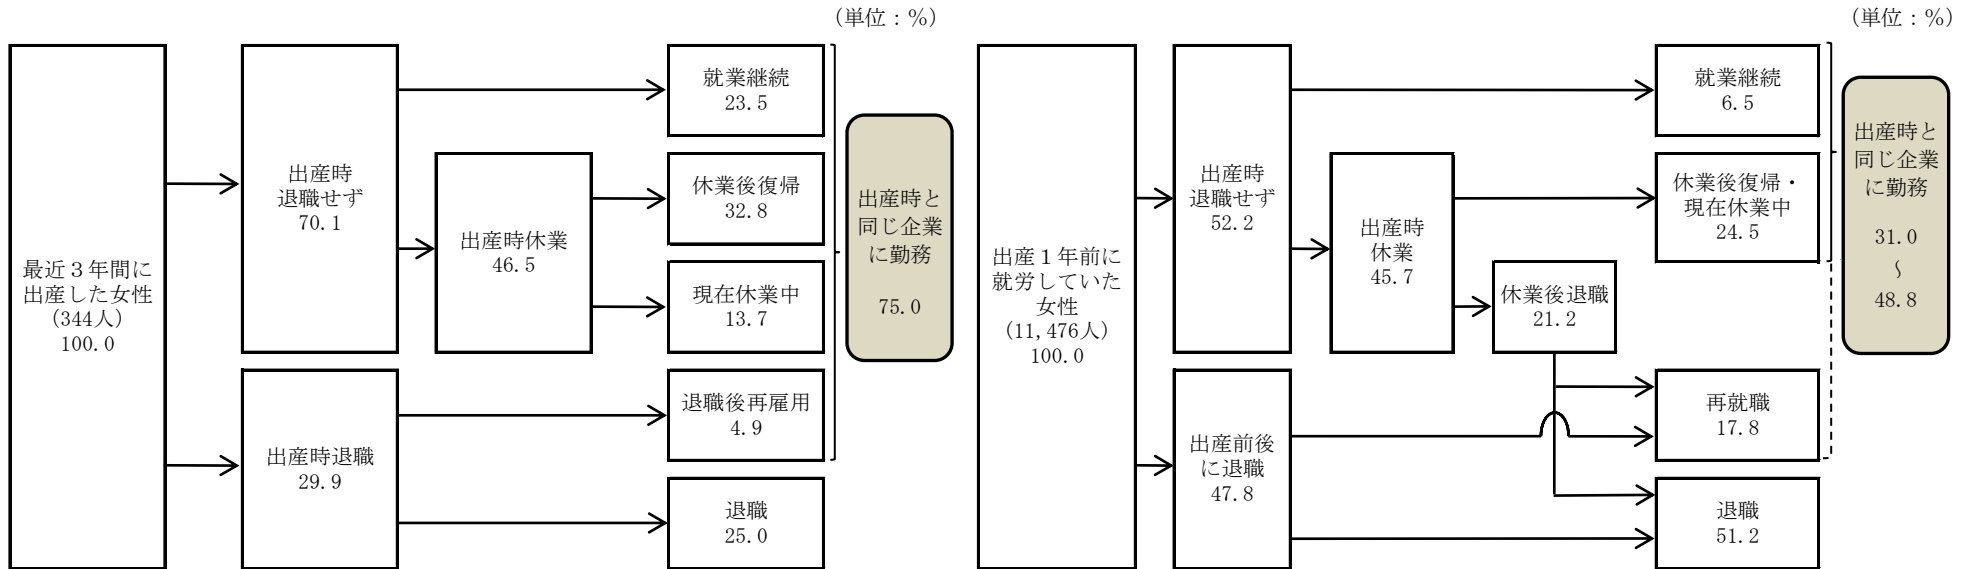 (単位：%)
最近３年間に
出産した女性
(344人)
100.0
出産時
退職せず
70.1
出産時休業
46.5
就業継続
23.5
休業後復帰
32.8
現在休業中
13.7
出産時退職
29.9
退職後再雇用
4.9
退職
25.0
出産時と
同じ企業
に勤務
75.0
(単位：%)
出産１年前に
就労していた
女性
(11,476人)
100.0
出産時
退職せず
52.2
出産時
休業
45.7
就業継続
6.5
休業後復帰・
現在休業中
24.5
休業後退職
21.2
出産前後
に退職
47.8
再就職
17.8
退職
51.2
出産時と
同じ企業
に勤務
31.0
～
48.8